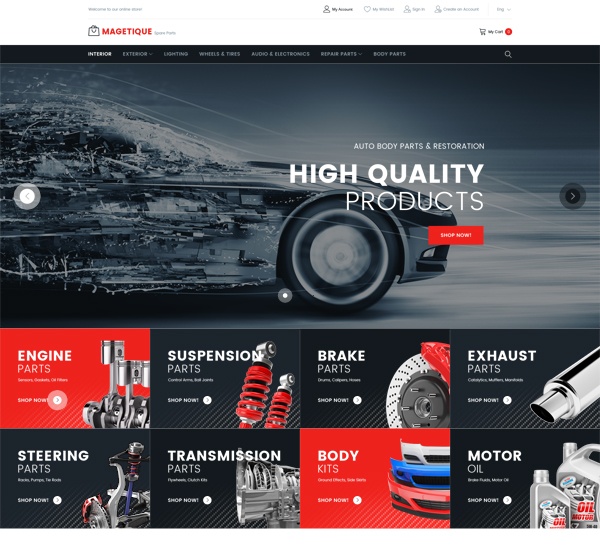 Welcome to our online store!
My Account
My Wishlist
Sign In
Create an Account
Eng
MAGETIQUE
Spare Parts
My Cart 0
INTERIOR EXTERIOR LIGHTING WHEELS & TIRES AUDIO & ELECTRONICS REPAIR PARTS BODY PARTS
AUTO BODY PARTS & RESTORATION
HIGH QUALITY
PRODUCTS
SHOP NOW!
ENGINE
PARTS
Sensors, Gaskets, Oil Filters
SHOP NOW!
SUSPENSION
PARTS
Control Arms, Ball Joints
SHOP NOW!
BRAKE
PARTS
Drums, Calipers, Hoses
SHOP NOW!
EXHAUST
PARTS
Catalytics, Mufflers, Manifolds
SHOP NOW!
STEERING
PARTS
Racks, Pumps, Tie Rods
SHOP NOW!
TRANSMISSION
PARTS
Flywheels, Clutch Kits
SHOP NOW!
BODY
KITS
Ground Effects, Side Skirts
SHOP NOW!
MOTOR
OIL
Brake Fluids, Motor Oil
SHOP NOW!
OIL
MOTOR
OIL
MOTOR